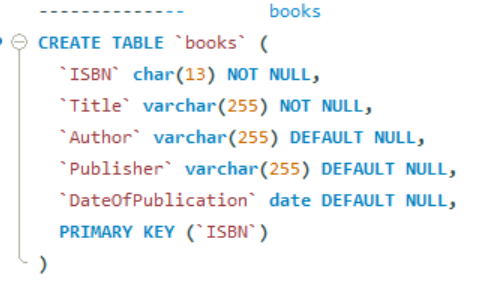 -------------- books
CREATE TABLE `books` (
`ISBN` char(13) NOT NULL,
`Title` varchar(255) NOT NULL,
`Author` varchar(255) DEFAULT NULL,
`Publisher` varchar(255) DEFAULT NULL,
`DateOfPublication` date DEFAULT NULL,
PRIMARY KEY (`ISBN`)
)